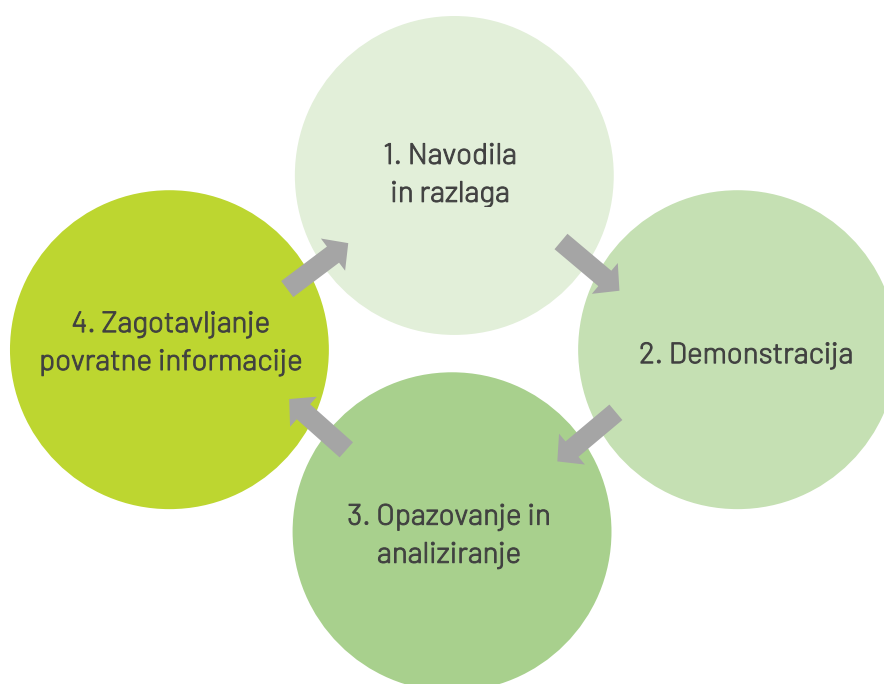 1. Navodila
in razlaga
2. Demonstracija
3. Opazovanje in
analiziranje
4. Zagotavljanje
povratne informacije